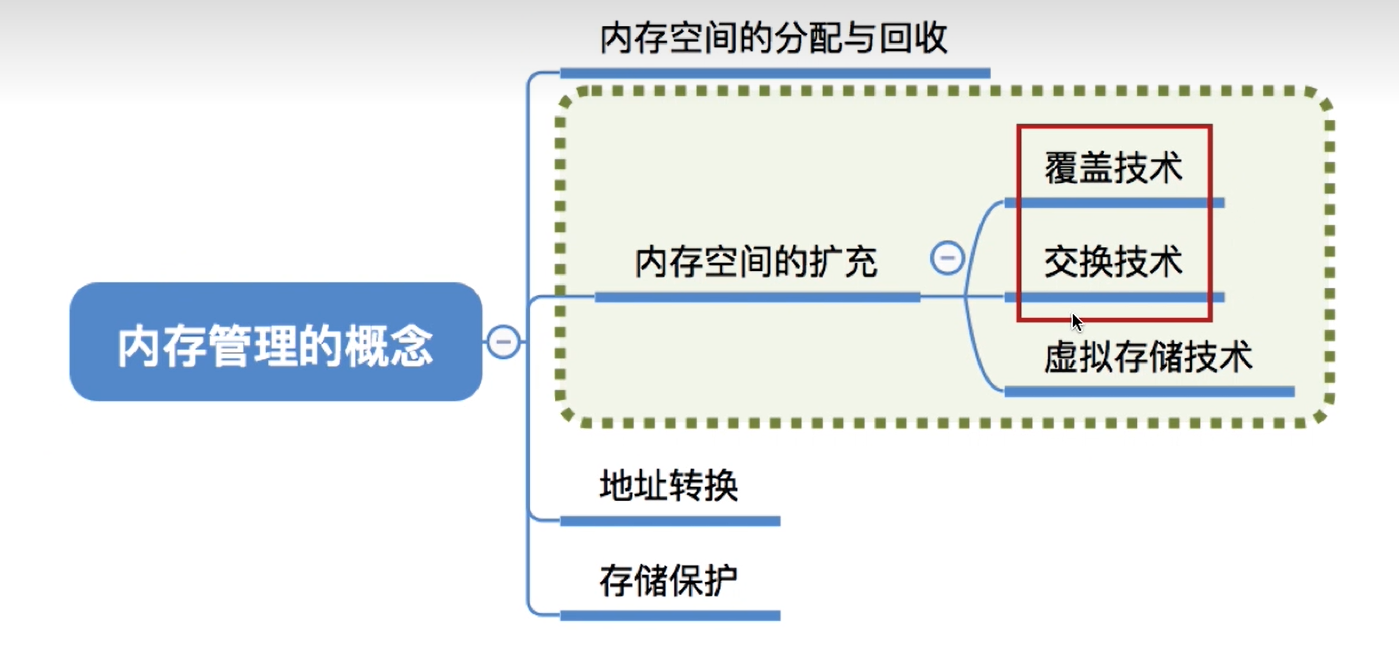 内存空间的分配与回收
覆盖技术
内存空间的扩充
交换技术
内存管理的概念
虚拟存储技术
地址转换
存储保护